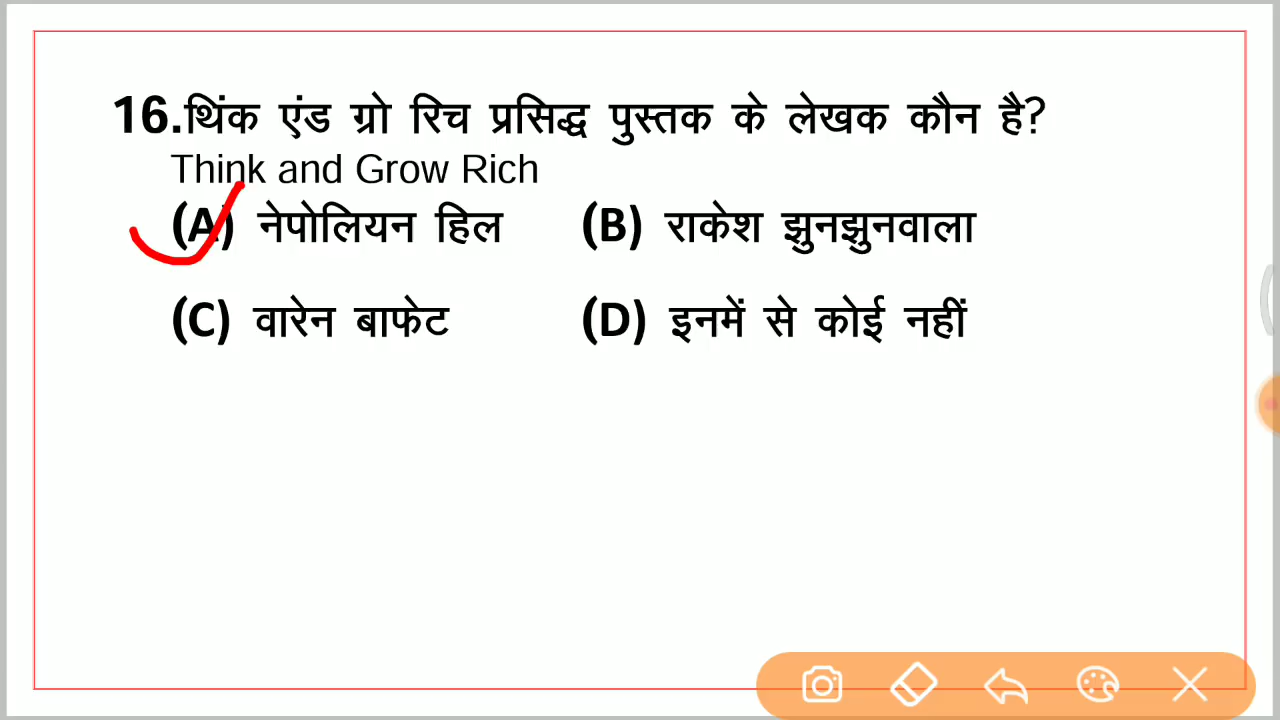 16.थिंक एंड ग्रो रिच प्रसिद्ध पुस्तक के लेखक कौन है?
Think and Grow Rich
(A) नेपोलियन हिल (B) राकेश झुनझुनवाला
(C) वारेन बाफेट (D) इनमें से कोई नहीं